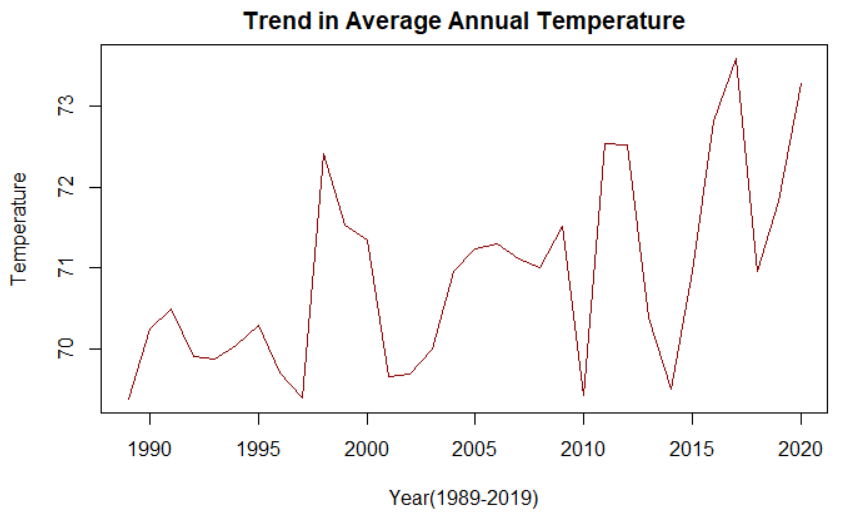 Trend in Average Annual Temperature
73
72
71
70
Temperature
1990 1995 2000 2005 2010 2015 2020
Year(1989-2019)